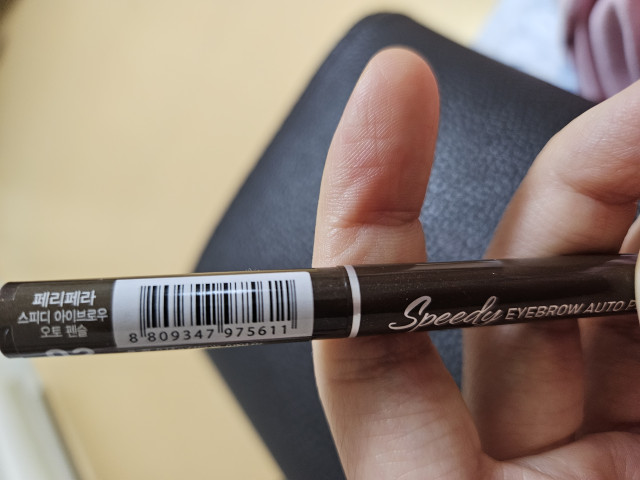 페리페라
스피디 아이브로우
오토 펜슬
8 809347 975611
Speedy EYEBROW AUTO